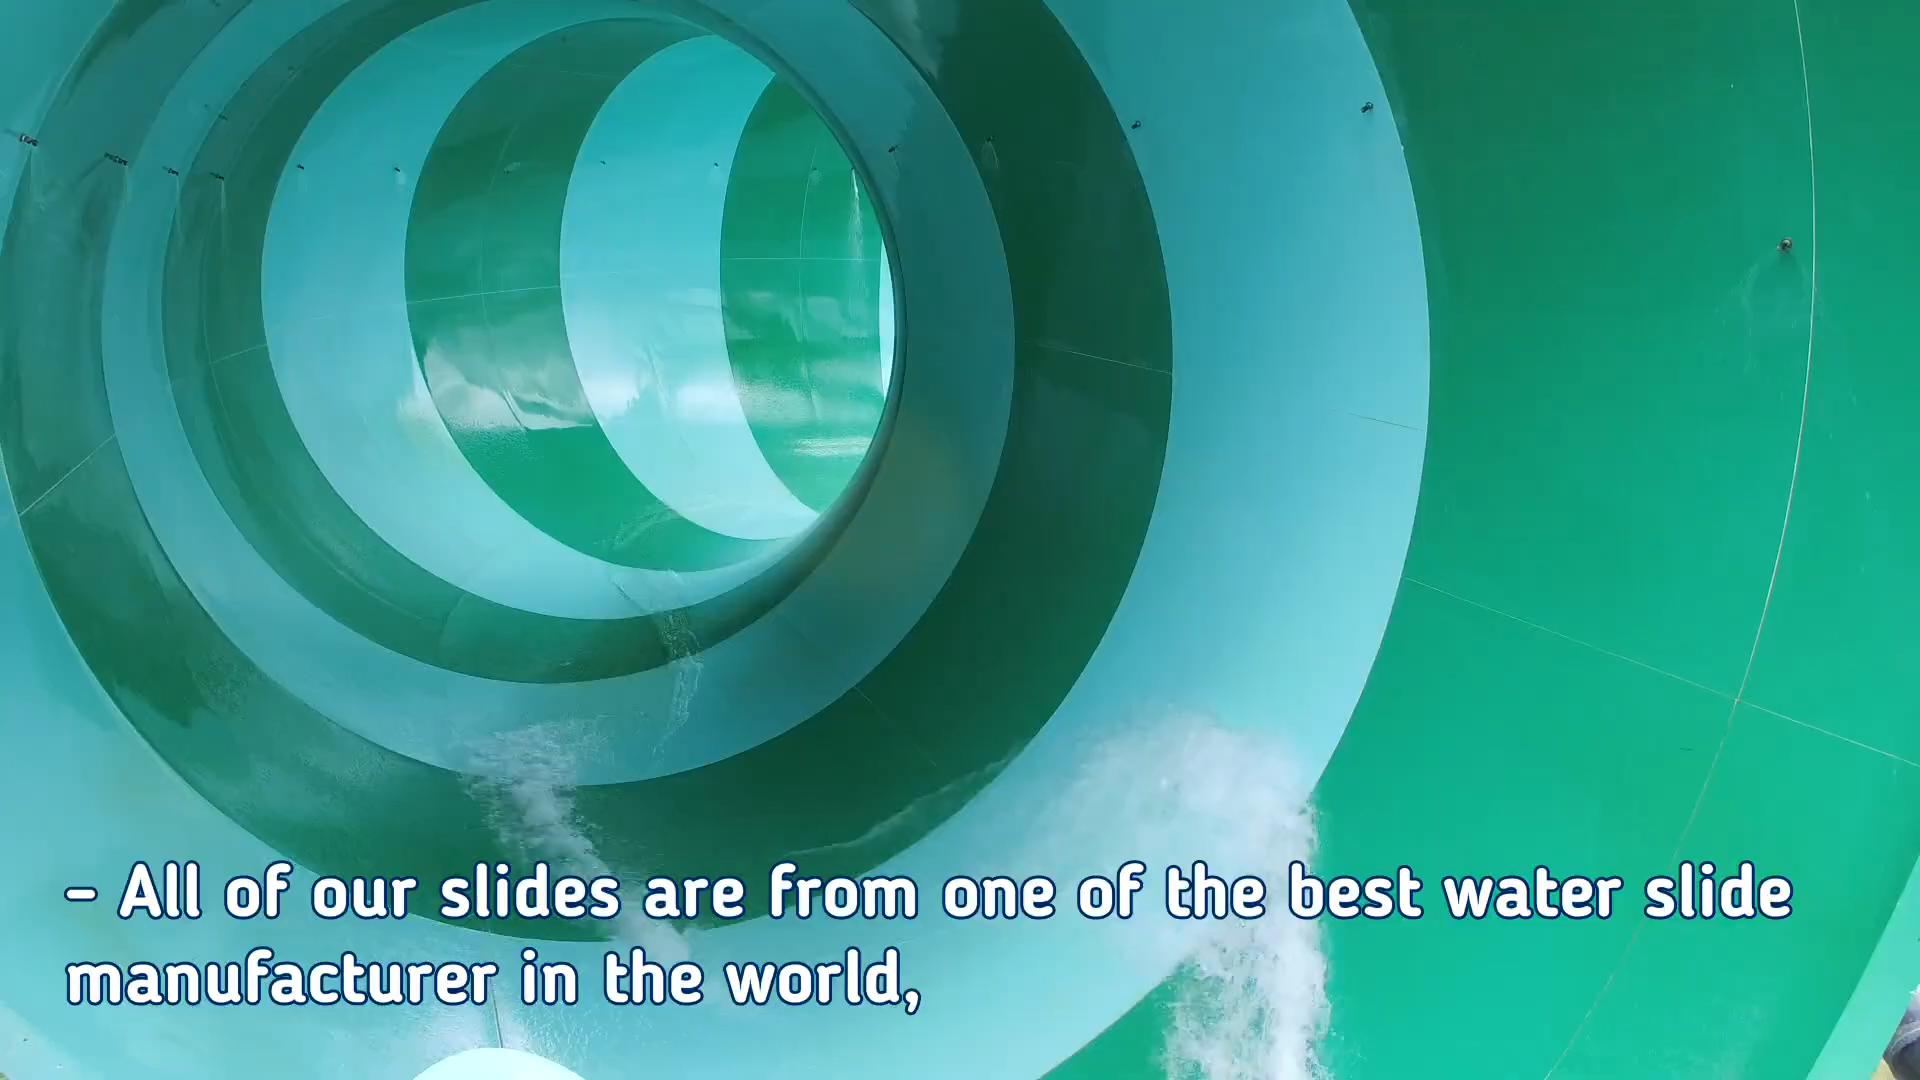 - All of our slides are from one of the best water slide
manufacturer in the world,